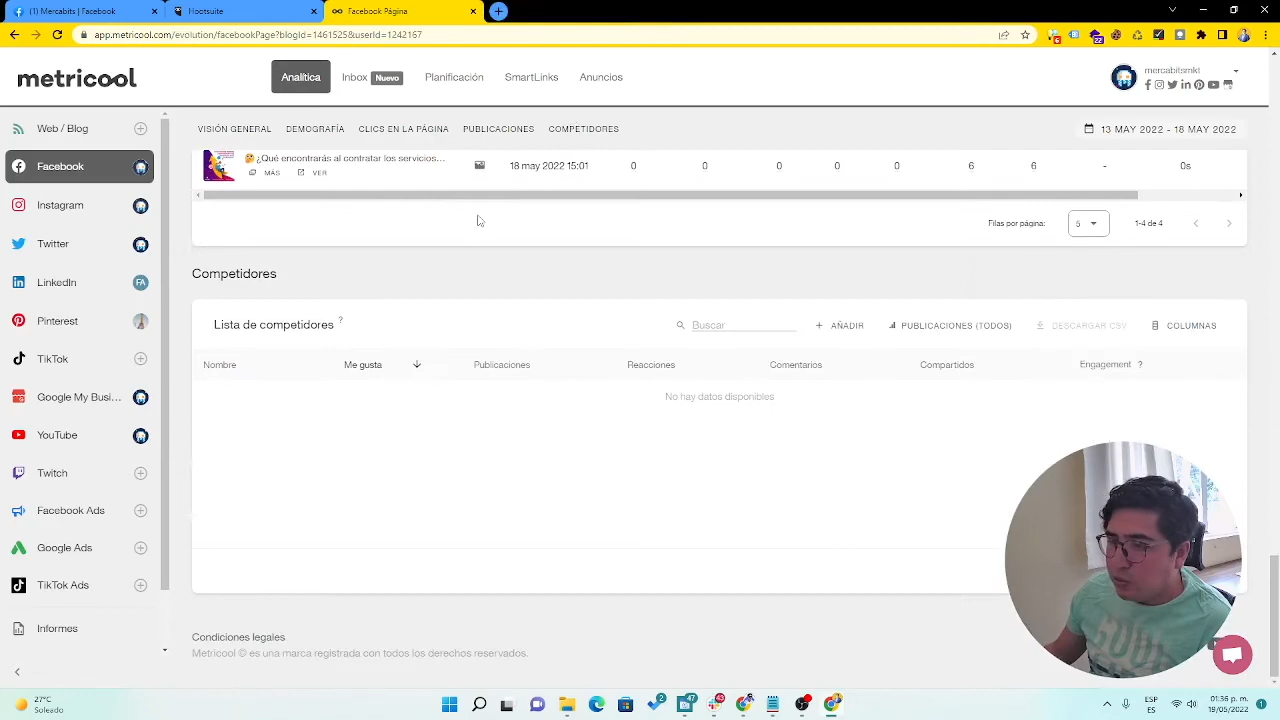 (1) Mercabits | Facebook
Hootsuite
Facebook Página
app.metricool.com/evolution/facebookPage?blogId=1461525&userId=1242167
metricool
Analítica
Inbox Nuevo
Planificación
SmartLinks
Anuncios
mercabitsmkt
Web / Blog
Facebook
Instagram
Twitter
LinkedIn
FA
Pinterest
TikTok
Google My Busi...
YouTube
Twitch
Facebook Ads
Google Ads
TikTok Ads
Informes
VISIÓN GENERAL DEMOGRAFÍA CLICS EN LA PÁGINA PUBLICACIONES COMPETIDORES
13 MAY 2022 - 18 MAY 2022
¿Qué encontrarás al contratar los servicios... 18 may 2022 15:01 0 0 0 0 0 6 6 - 0s
MÁS VER
Filas por página: 5 1-4 de 4
Competidores
Lista de competidores ?
Buscar
+ AÑADIR
PUBLICACIONES (TODOS)
DESCARGAR CSV
COLUMNAS
Nombre Me gusta Publicaciones Reacciones Comentarios Compartidos Engagement ?
No hay datos disponibles
Condiciones legales
Metricool © es una marca registrada con todos los derechos reservados.
27°C
Soleado
2
47
43
ES
01:36 p. m.
19/05/2022
1